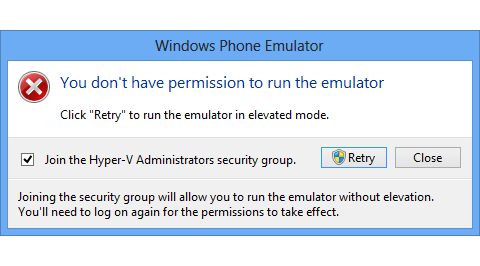 Windows Phone Emulator
You don't have permission to run the emulator
Click "Retry" to run the emulator in elevated mode.
Join the Hyper-V Administrators security group.
Retry
Close
Joining the security group will allow you to run the emulator without elevation.
You'll need to log on again for the permissions to take effect.